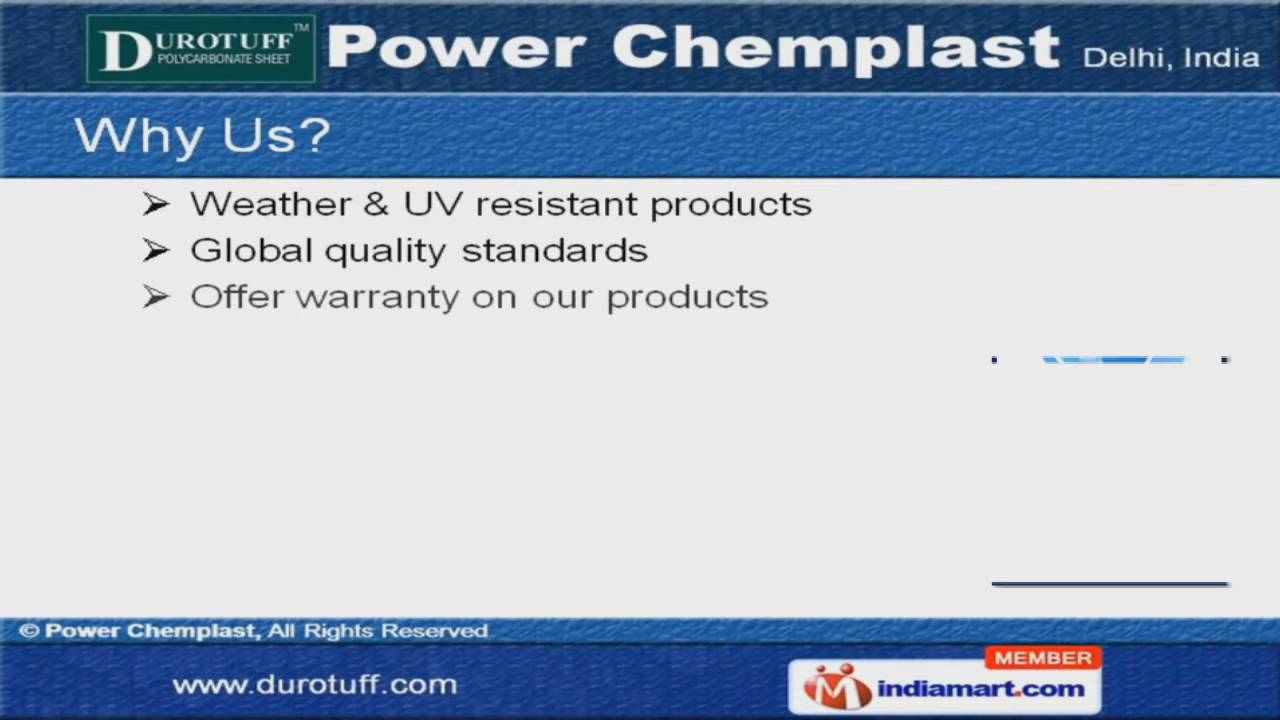 DUROTUFF™
POLYCARBONATE SHEET
Power Chemplast Delhi, India
Why Us?
➢ Weather & UV resistant products
➢ Global quality standards
➢ Offer warranty on our products
© Power Chemplast, All Rights Reserved
www.durotuff.com
MEMBER
indiamart.com